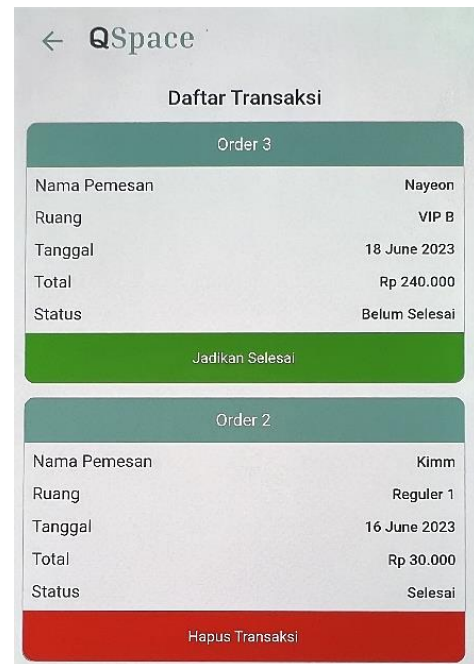 ← QSpace
Daftar Transaksi
Order 3
Nama Pemesan Nayeon
Ruang VIP B
Tanggal 18 June 2023
Total Rp 240.000
Status Belum Selesai
Jadikan Selesai
Order 2
Nama Pemesan Kimm
Ruang Reguler 1
Tanggal 16 June 2023
Total Rp 30.000
Status Selesai
Hapus Transaksi